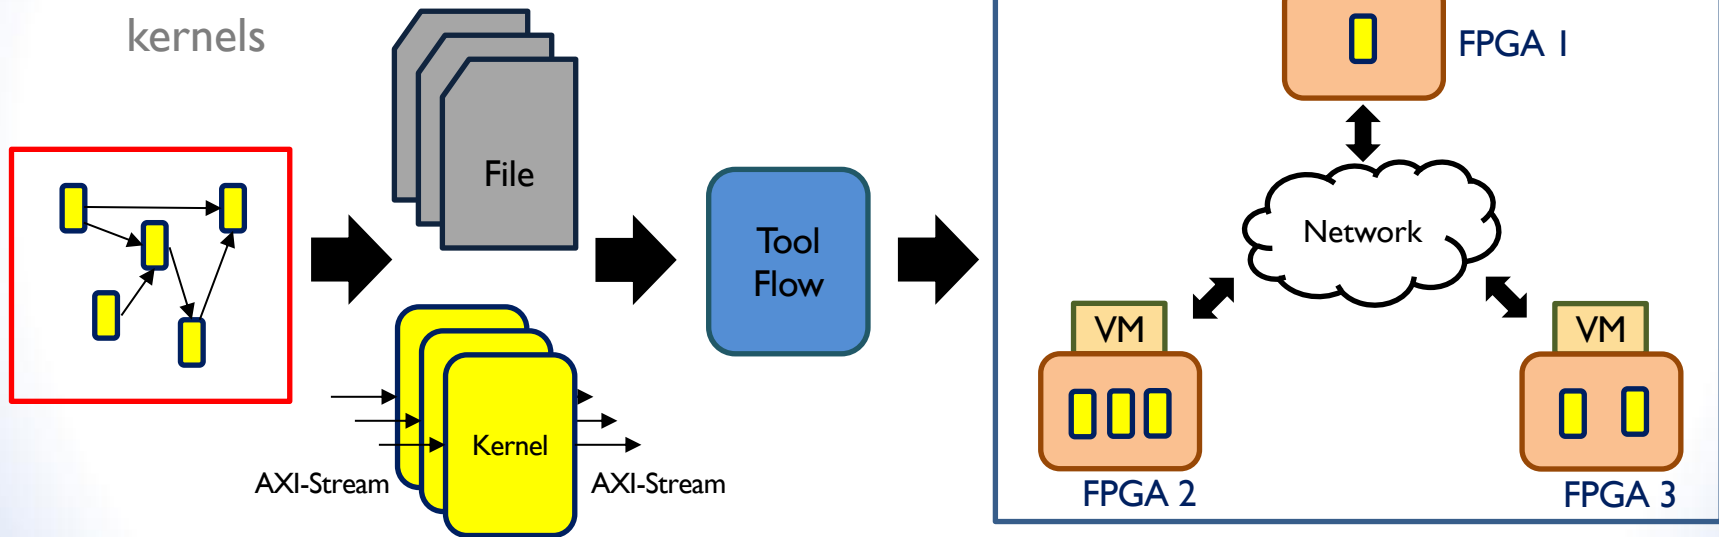 kernels
File
Tool
Flow
Kernel
AXI-Stream
AXI-Stream
FPGA 1
Network
VM
VM
FPGA 2
FPGA 3